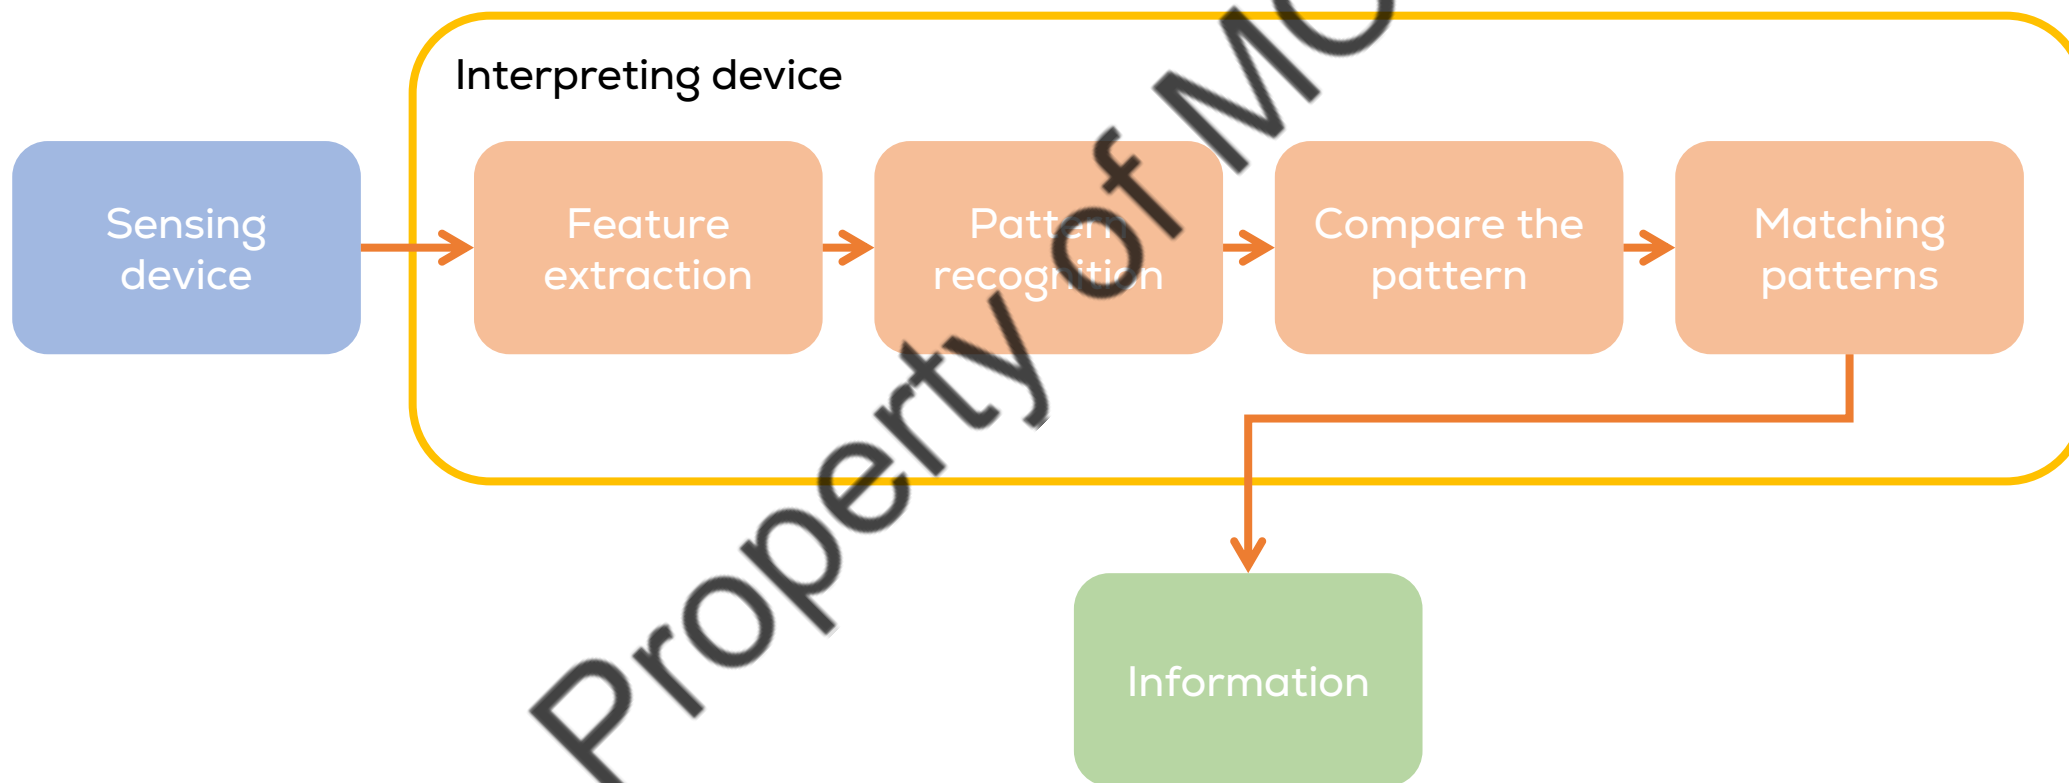 Interpreting device
Sensing
device
Feature
extraction
Pattern
recognition
Compare the
pattern
Matching
patterns
Information
Property of